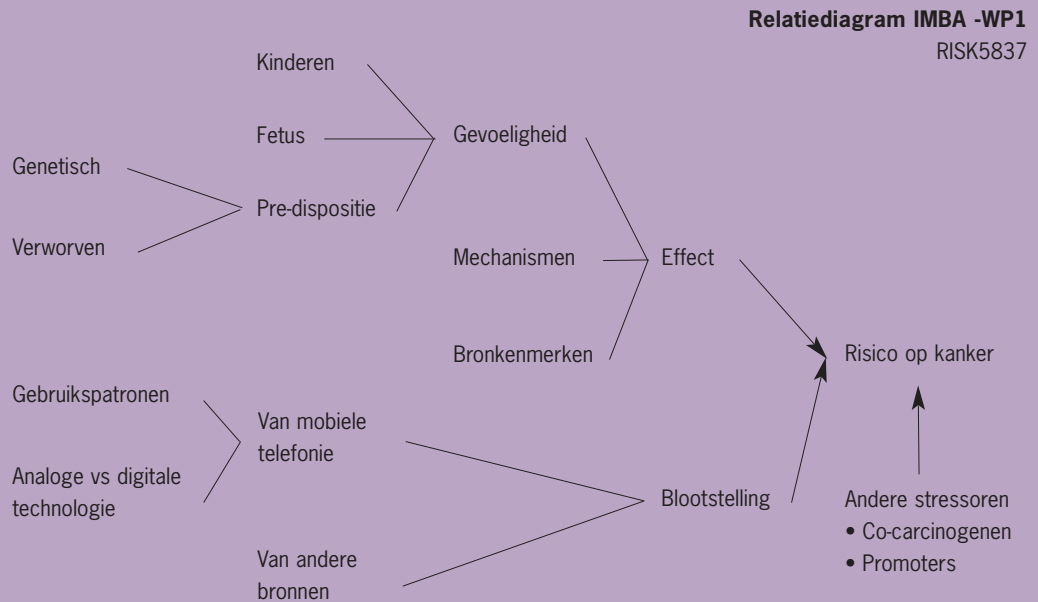 Relatiediagram IMBA -WP1
RISK5837
Kinderen
Fetus
Gevoeligheid
Genetisch
Pre-dispositie
Verworven
Mechanismen
Effect
Bronkenmerken
Risico op kanker
Gebruikspatronen
Van mobiele
telefonie
Analoge vs digitale
technologie
Blootstelling
Andere stressoren
• Co-carcinogenen
• Promoters
Van andere
bronnen